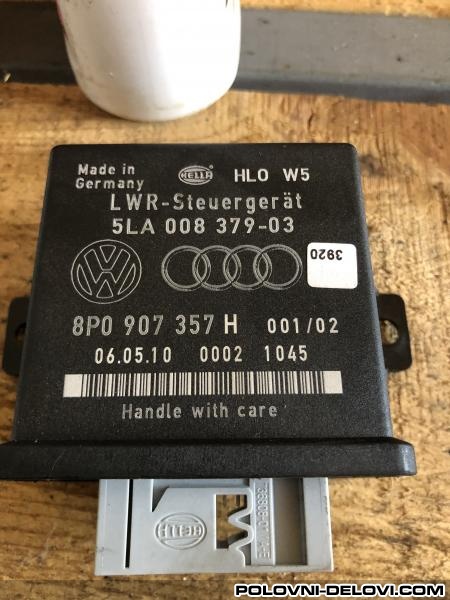 Made in
Germany
HELLA
HLO W5
LWR-Steuergerät
5LA 008 379-03
3920
8P0 907 357 H 001/02
06.05.10 0002 1045
Handle with care
HELLA
POLOVNI-DELOVI.COM